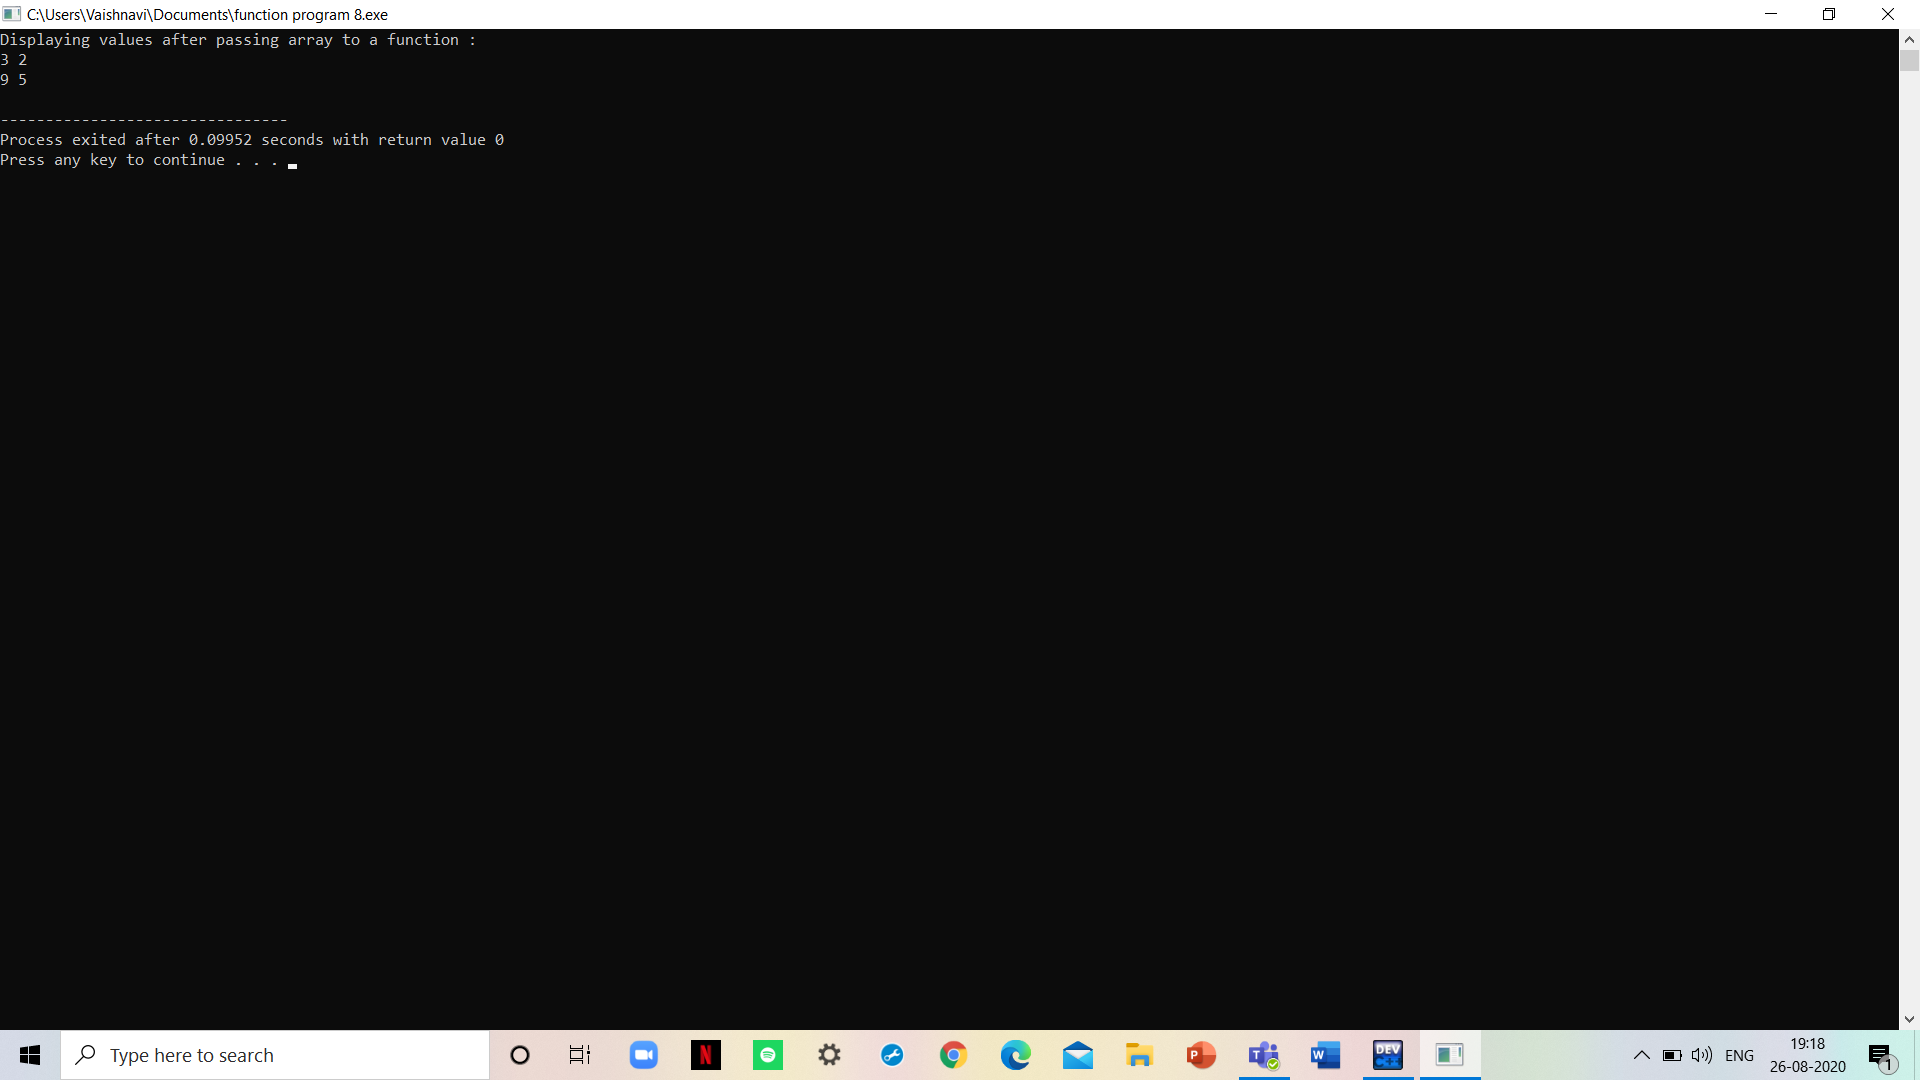 C:\Users\Vaishnavi\Documents\function program 8.exe
Displaying values after passing array to a function :
3 2
9 5
--------------------------------
Process exited after 0.09952 seconds with return value 0
Press any key to continue . . .
Type here to search
N
P
T
W
DEV
C++
ENG
19:18
26-08-2020
1